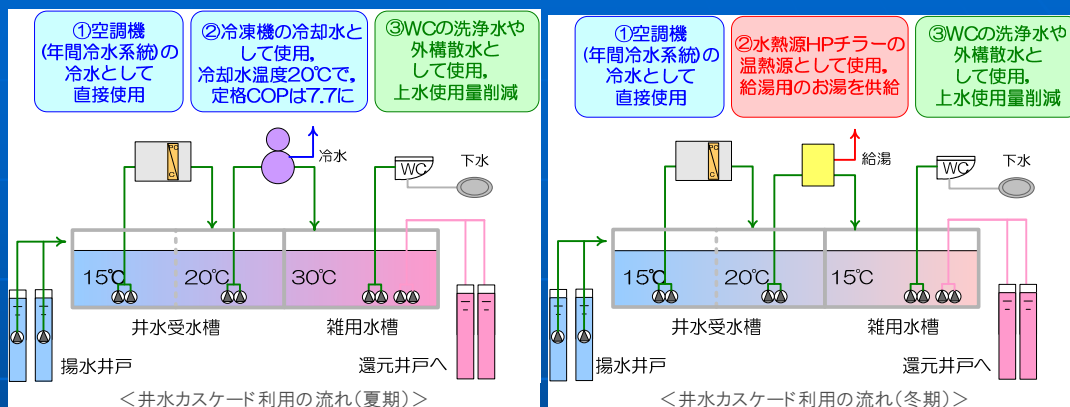 ①空調機
(年間冷水系統)の
冷水として
直接使用
②冷凍機の冷却水と
して使用,
冷却水温度20℃で,
定格COPは7.7に
③WCの洗浄水や
外構散水と
して使用,
上水使用量削減
冷水
WC
下水
15℃
20℃
30℃
井水受水槽
雑用水槽
揚水井戸
還元井戸へ
<井水カスケード利用の流れ(夏期)>
①空調機
(年間冷水系統)の
冷水として
直接使用
②水熱源HPチラーの
温熱源として使用,
給湯用のお湯を供給
③WCの洗浄水や
外構散水と
して使用,
上水使用量削減
給湯
WC
下水
15℃
20℃
15℃
井水受水槽
雑用水槽
揚水井戸
還元井戸へ
<井水カスケード利用の流れ(冬期)>